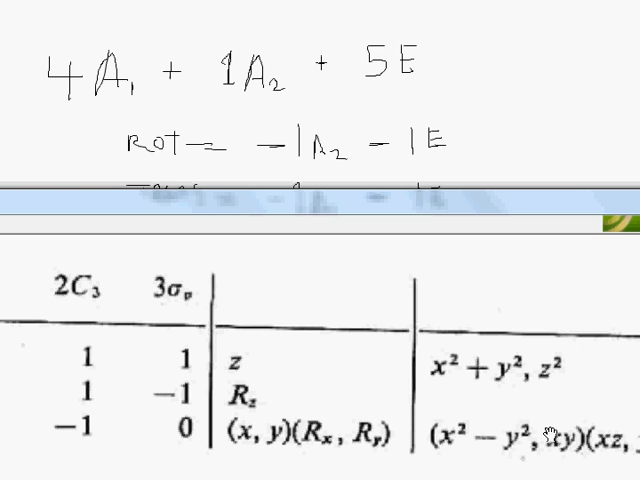 4A₁ + 1A₂ + 5E
ROT = -1A₂ - 1E
2C₃ 3σᵥ
1 1 z x² + y², z²
1 -1 R_z
-1 0 (x, y)(Rₓ, R_y) (x² - y², xy)(xz,